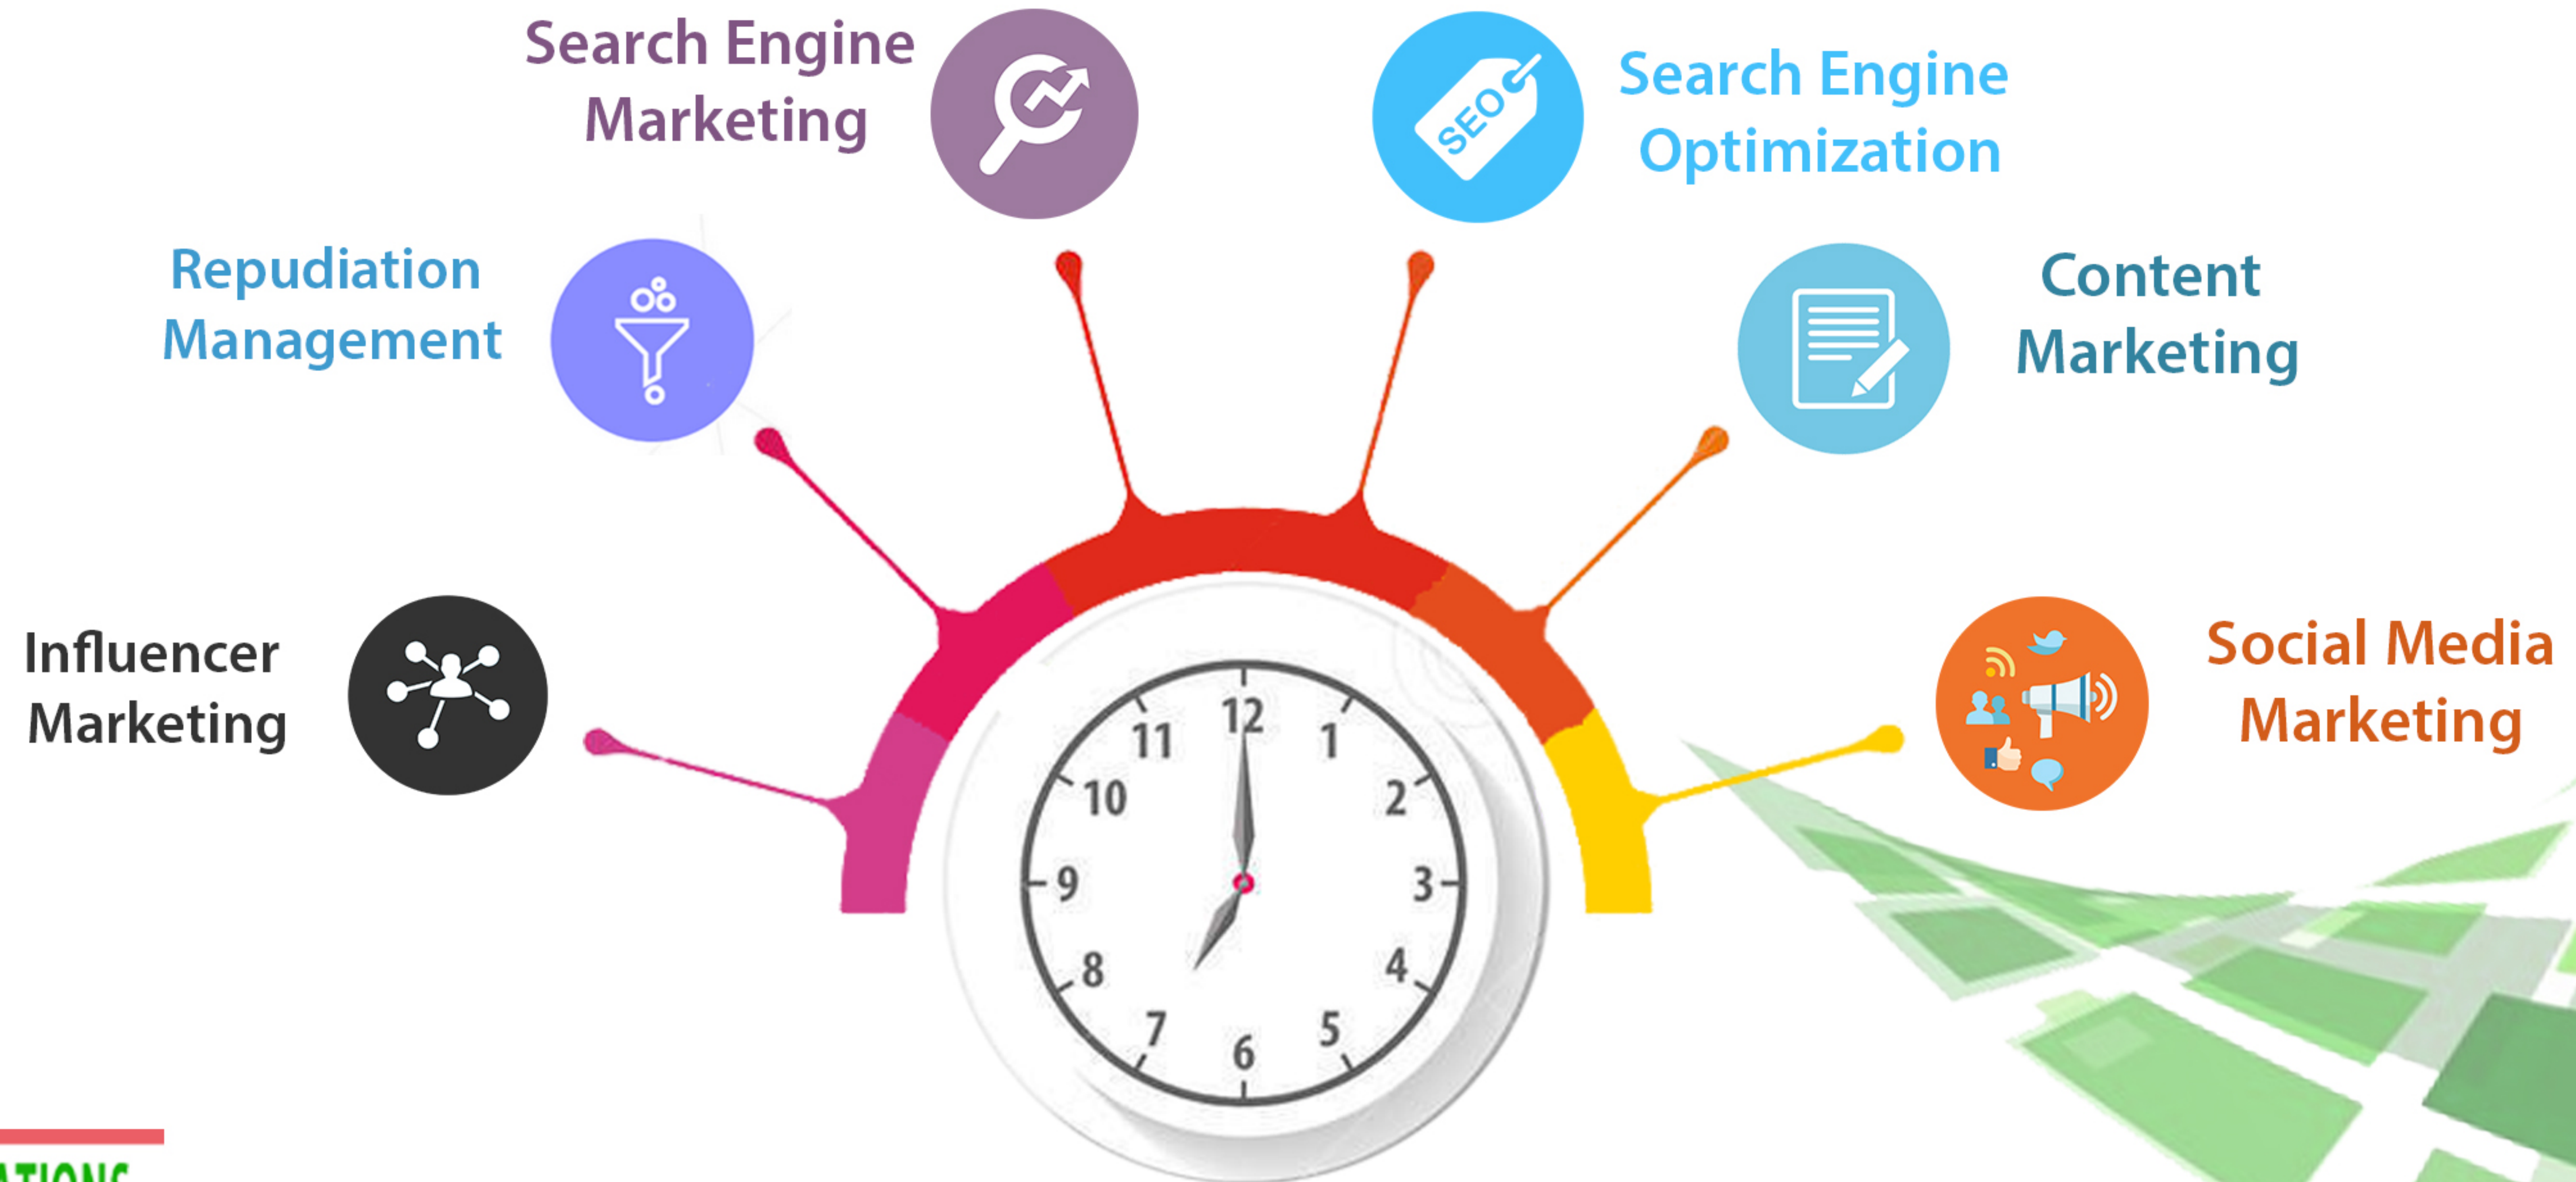 Search Engine
Marketing
SEO
Search Engine
Optimization
Repudiation
Management
Content
Marketing
Influencer
Marketing
Social Media
Marketing
12
11
1
10
2
9
3
8
4
7
5
6